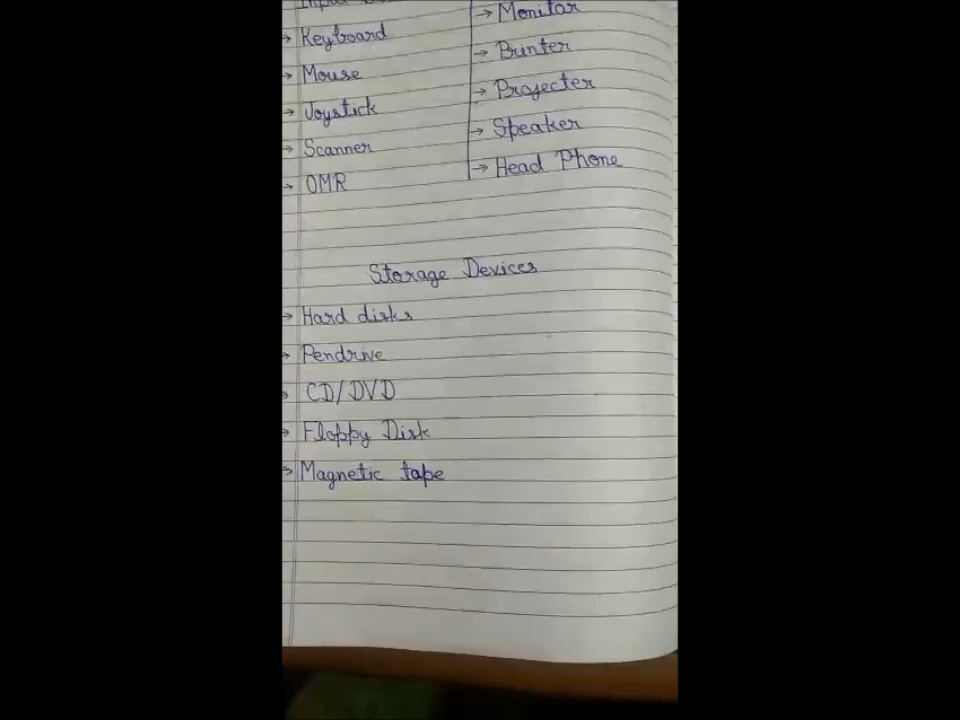 Input
→ Keyboard
→ Mouse
→ Joystick
→ Scanner
→ OMR
→ Monitor
→ Printer
→ Projecter
→ Speaker
→ Head Phone
Storage Devices
→ Hard disks
→ Pendrive
→ CD/DVD
→ Floppy Disk
→ Magnetic tape